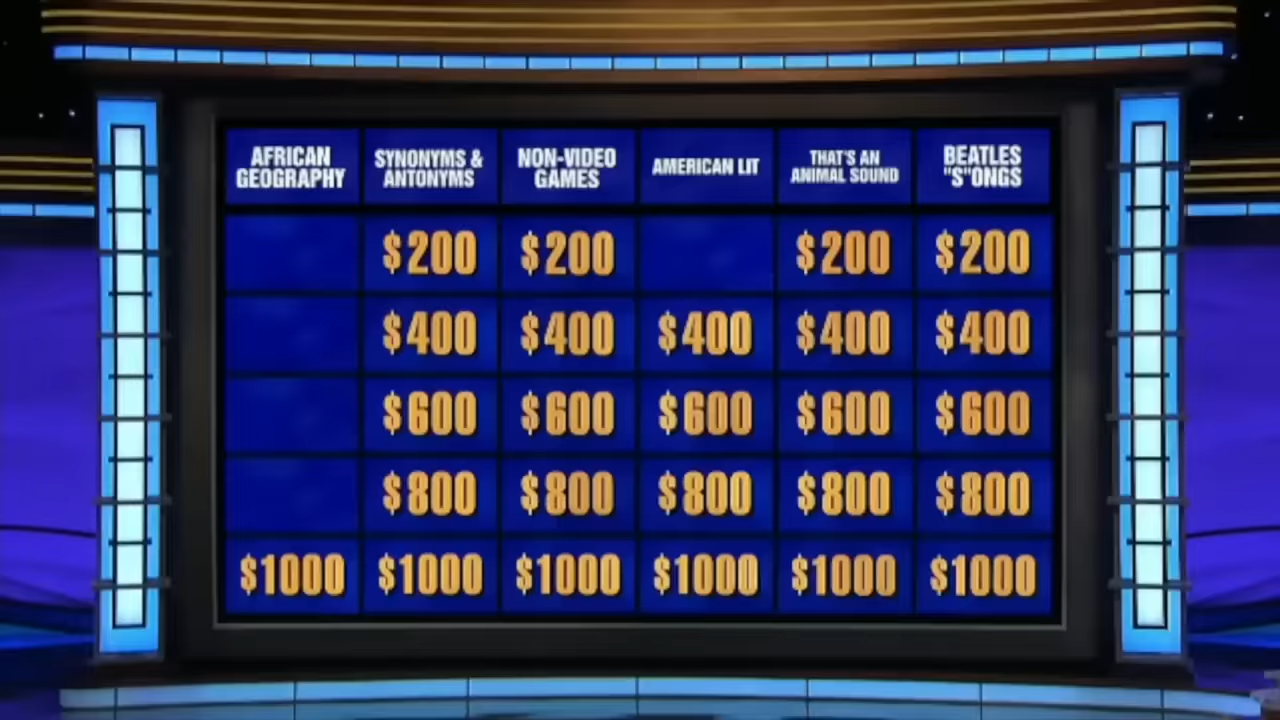 AFRICAN
GEOGRAPHY
SYNONYMS &
ANTONYMS
NON-VIDEO
GAMES
AMERICAN LIT
THAT'S AN
ANIMAL SOUND
BEATLES
"S"ONGS
$200 $200 $200 $200
$400 $400 $400 $400 $400
$600 $600 $600 $600 $600
$800 $800 $800 $800 $800
$1000 $1000 $1000 $1000 $1000 $1000